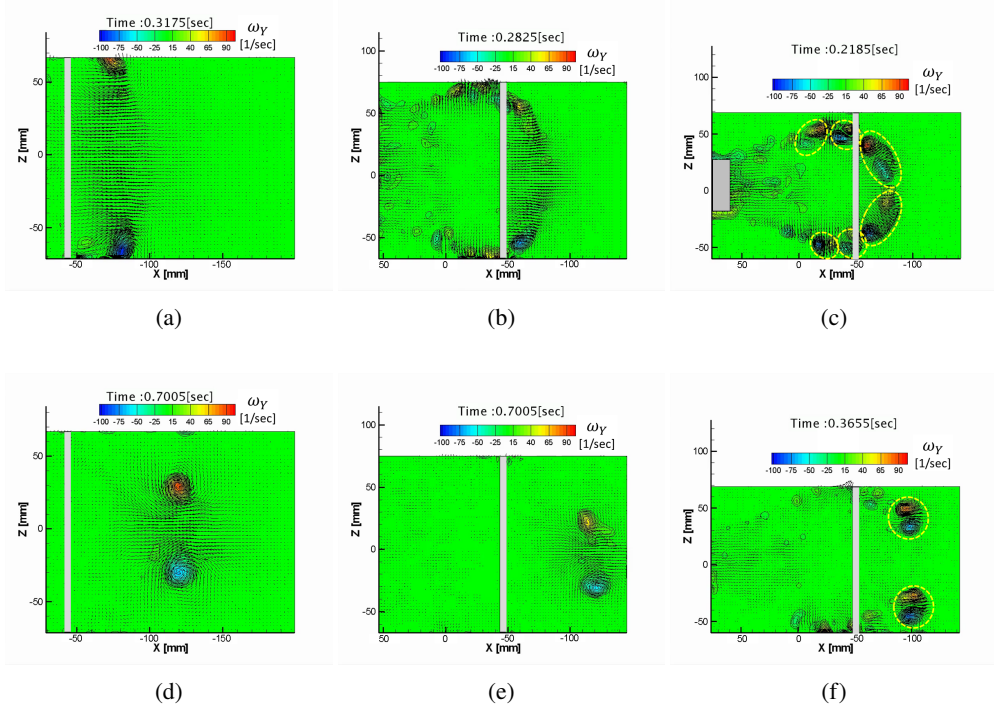 Time :0.3175[sec]
ω_Y
-100 -75 -50 -25 15 40 65 90
[1/sec]
Z [mm]
50
0
-50
-50 -100 -150
X [mm]
(a)
Time :0.2825[sec]
ω_Y
-100 -75 -50 -25 15 40 65 90
[1/sec]
Z [mm]
100
50
0
-50
50 0 -50 -100
X [mm]
(b)
Time :0.2185[sec]
ω_Y
-100 -75 -50 -25 15 40 65 90
[1/sec]
Z [mm]
100
50
0
-50
50 0 -50 -100
X [mm]
(c)
Time :0.7005[sec]
ω_Y
-100 -75 -50 -25 15 40 65 90
[1/sec]
Z [mm]
50
0
-50
-50 -100 -150
X [mm]
(d)
Time :0.7005[sec]
ω_Y
-100 -75 -50 -25 15 40 65 90
[1/sec]
Z [mm]
100
50
0
-50
50 0 -50 -100
X [mm]
(e)
Time :0.3655[sec]
ω_Y
-100 -75 -50 -25 15 40 65 90
[1/sec]
Z [mm]
100
50
0
-50
50 0 -50 -100
X [mm]
(f)